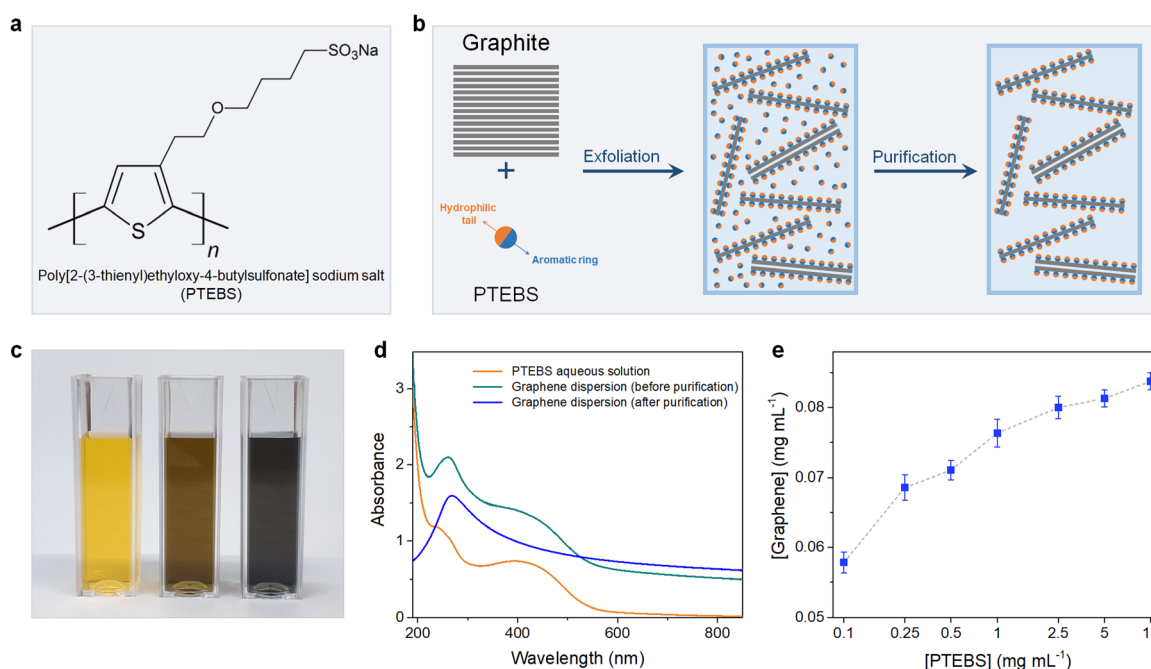 a
SO₃Na
O
S
n
Poly[2-(3-thienyl)ethyloxy-4-butylsulfonate] sodium salt
(PTEBS)
b
Graphite
+
Hydrophilic
tail
Aromatic ring
PTEBS
Exfoliation
Purification
c
d
PTEBS aqueous solution
Graphene dispersion (before purification)
Graphene dispersion (after purification)
Absorbance
3
2
1
0
200
400
600
800
Wavelength (nm)
e
[Graphene] (mg mL⁻¹)
0.08
0.07
0.06
0.05
0.1
0.25
0.5
1
2.5
5
[PTEBS] (mg mL⁻¹)